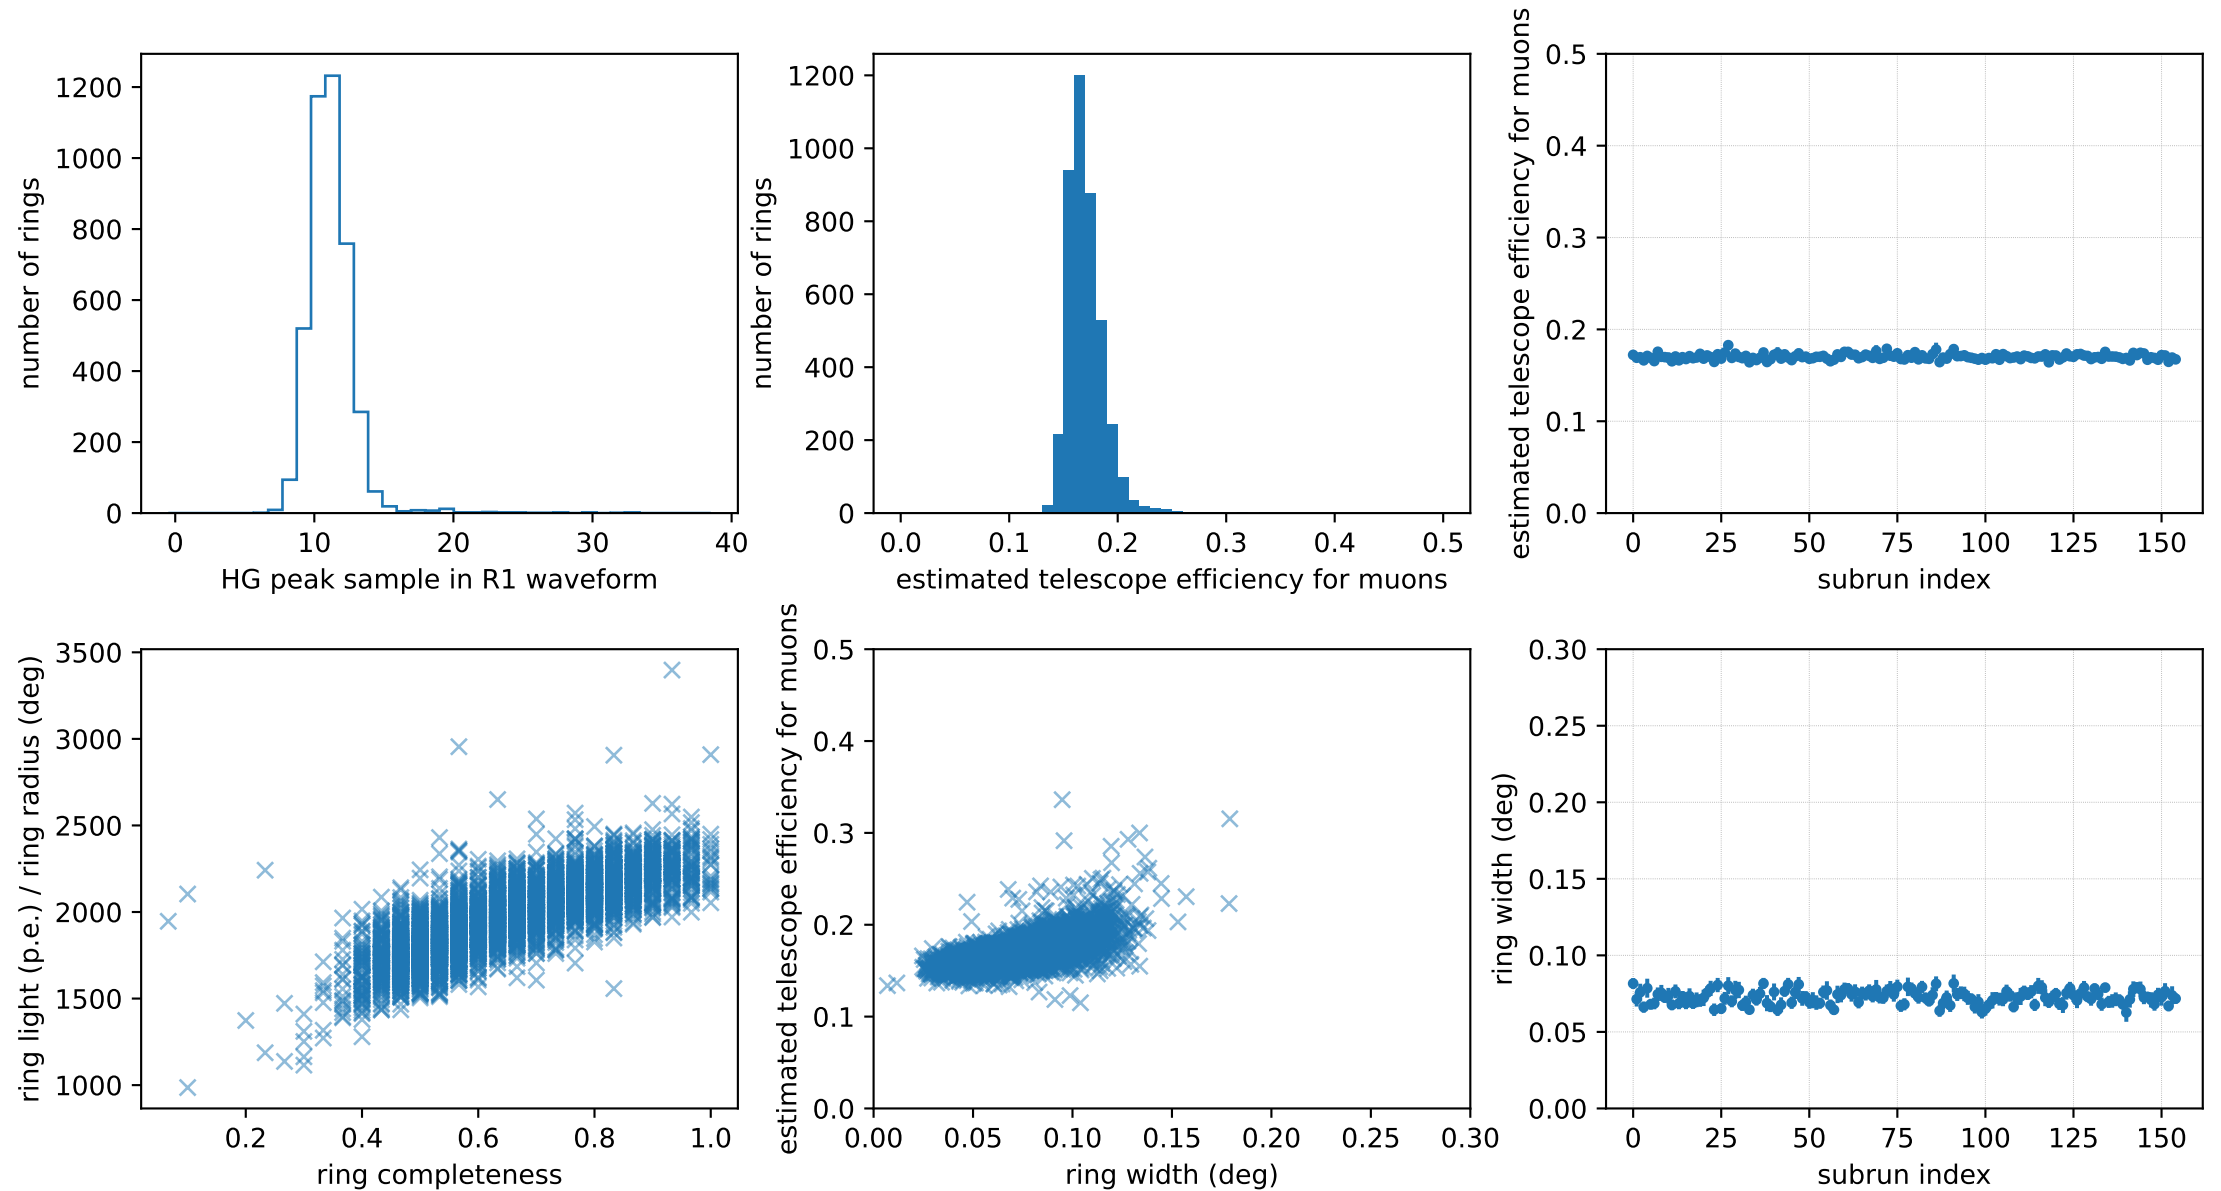 number of rings
1200
1000
800
600
400
200
0
0 10 20 30 40
HG peak sample in R1 waveform
number of rings
1200
1000
800
600
400
200
0
0.0 0.1 0.2 0.3 0.4 0.5
estimated telescope efficiency for muons
estimated telescope efficiency for muons
0.5
0.4
0.3
0.2
0.1
0.0
0 25 50 75 100 125 150
subrun index
ring light (p.e.) / ring radius (deg)
3500
3000
2500
2000
1500
1000
0.2 0.4 0.6 0.8 1.0
ring completeness
estimated telescope efficiency for muons
0.5
0.4
0.3
0.2
0.1
0.0
0.00 0.05 0.10 0.15 0.20 0.25 0.30
ring width (deg)
ring width (deg)
0.30
0.25
0.20
0.15
0.10
0.05
0.00
0 25 50 75 100 125 150
subrun index